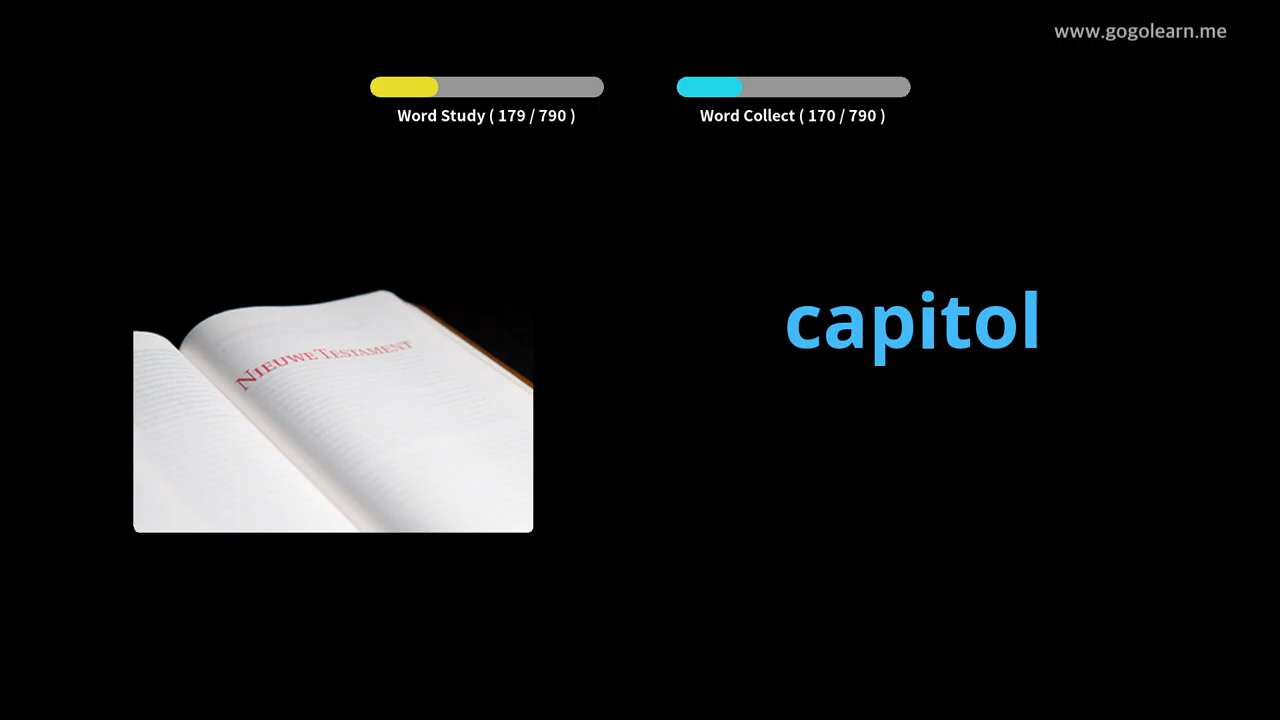 www.gogolearn.me
Word Study ( 179 / 790 )
Word Collect ( 170 / 790 )
capitol
NIEUWE TESTAMENT